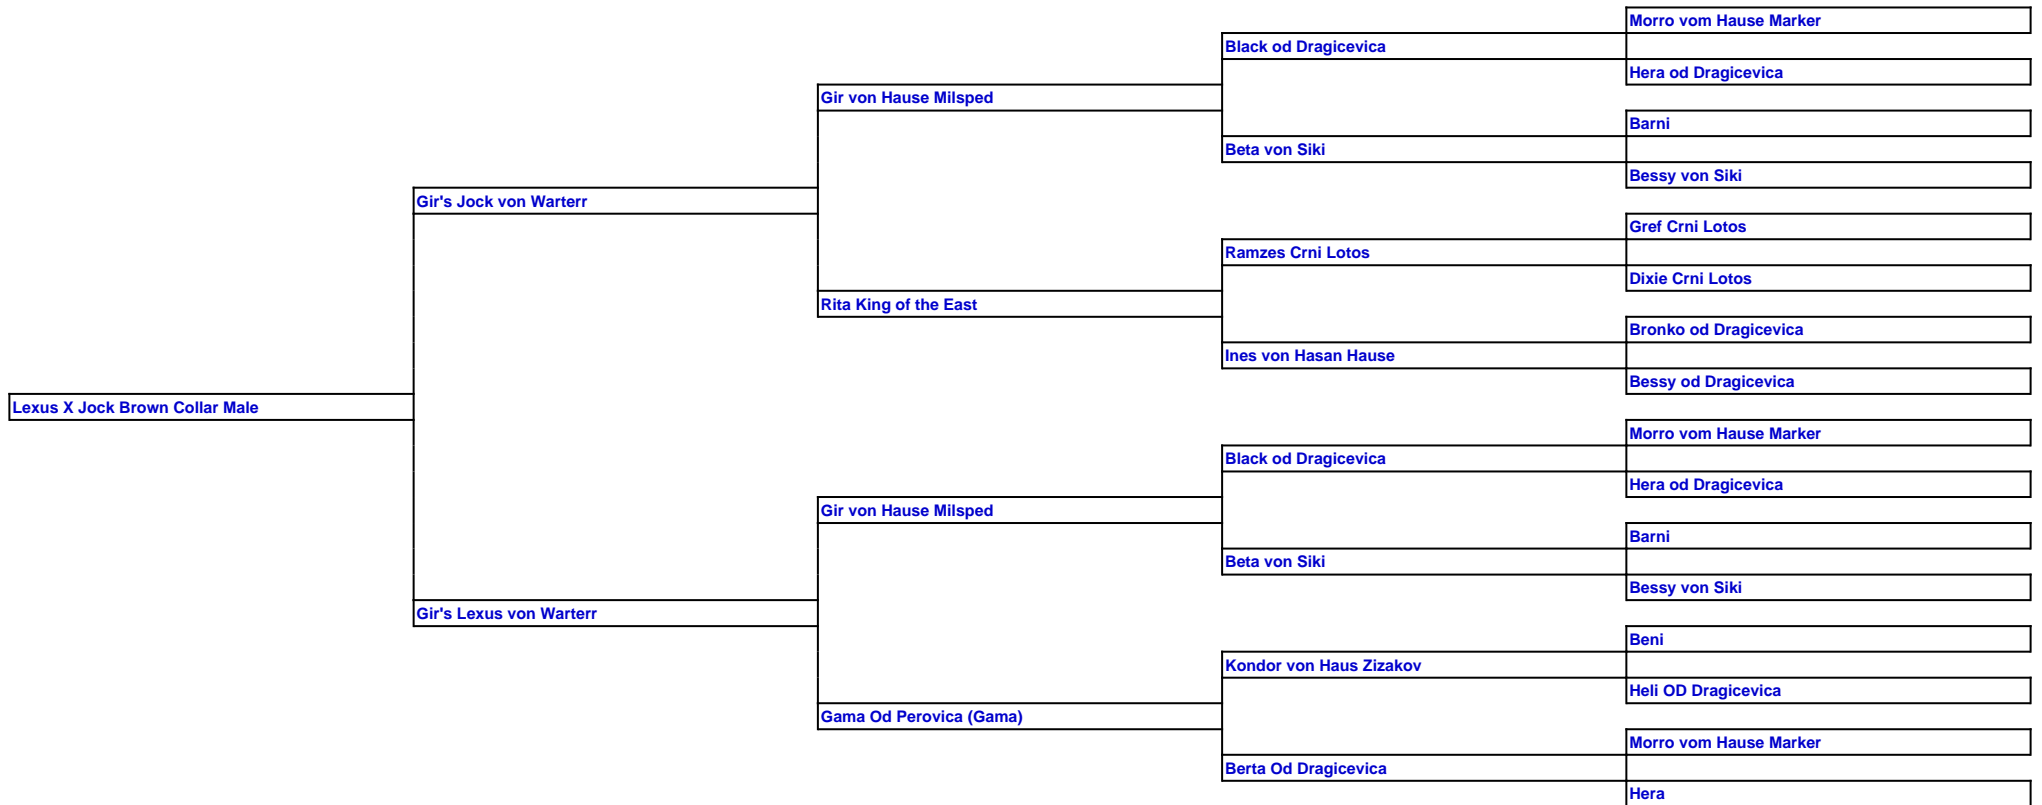 Morro vom Hause Marker
Black od Dragicevica
Hera od Dragicevica
Gir von Hause Milsped
Barni
Beta von Siki
Bessy von Siki
Gir's Jock von Warterr
Gref Crni Lotos
Ramzes Crni Lotos
Dixie Crni Lotos
Rita King of the East
Bronko od Dragicevica
Ines von Hasan Hause
Bessy od Dragicevica
Lexus X Jock Brown Collar Male
Morro vom Hause Marker
Black od Dragicevica
Hera od Dragicevica
Gir von Hause Milsped
Barni
Beta von Siki
Bessy von Siki
Gir's Lexus von Warterr
Beni
Kondor von Haus Zizakov
Heli OD Dragicevica
Gama Od Perovica (Gama)
Morro vom Hause Marker
Berta Od Dragicevica
Hera